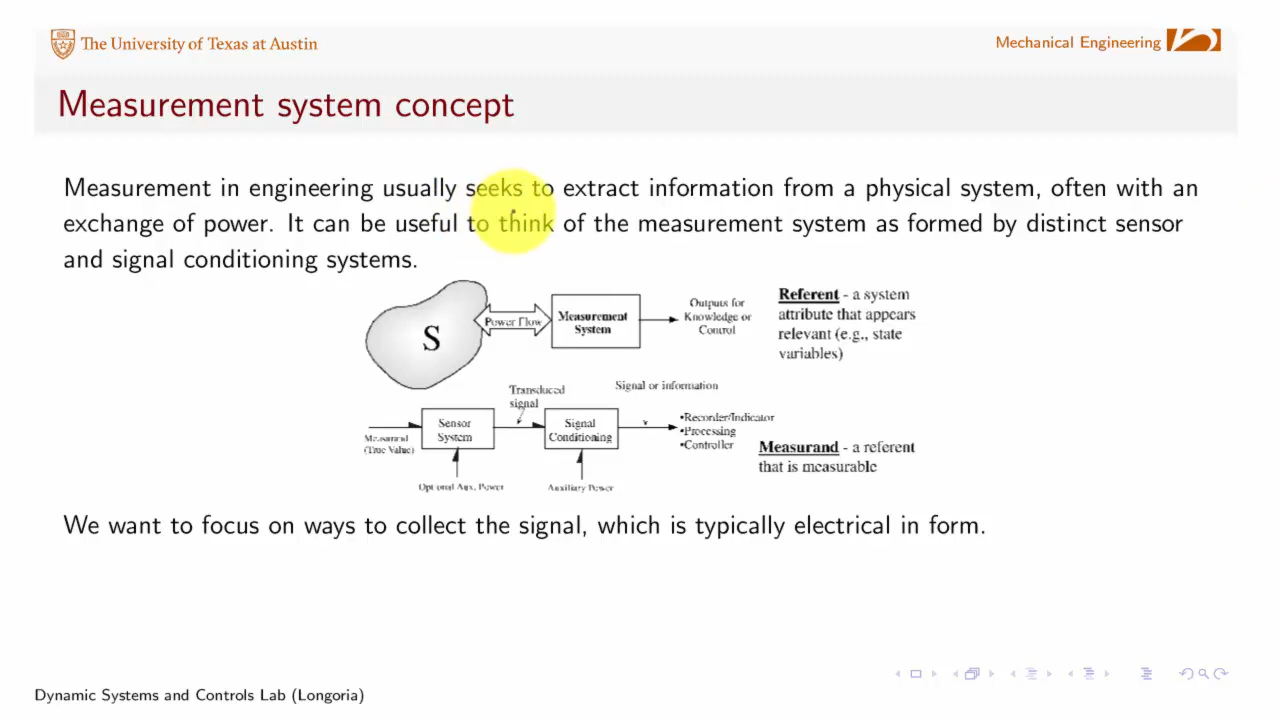 The University of Texas at Austin
Mechanical Engineering
Measurement system concept
Measurement in engineering usually seeks to extract information from a physical system, often with an
exchange of power. It can be useful to think of the measurement system as formed by distinct sensor
and signal conditioning systems.
S
Power Flow
Measurement
System
Outputs for
Knowledge or
Control
Referent - a system
attribute that appears
relevant (e.g., state
variables)
Transduced
signal
Signal or information
Measurand
(True Value)
Sensor
System
Signal
Conditioning
•Recorder/Indicator
•Processing
•Controller
Measurand - a referent
that is measurable
Optional Aux. Power
Auxiliary Power
We want to focus on ways to collect the signal, which is typically electrical in form.
Dynamic Systems and Controls Lab (Longoria)